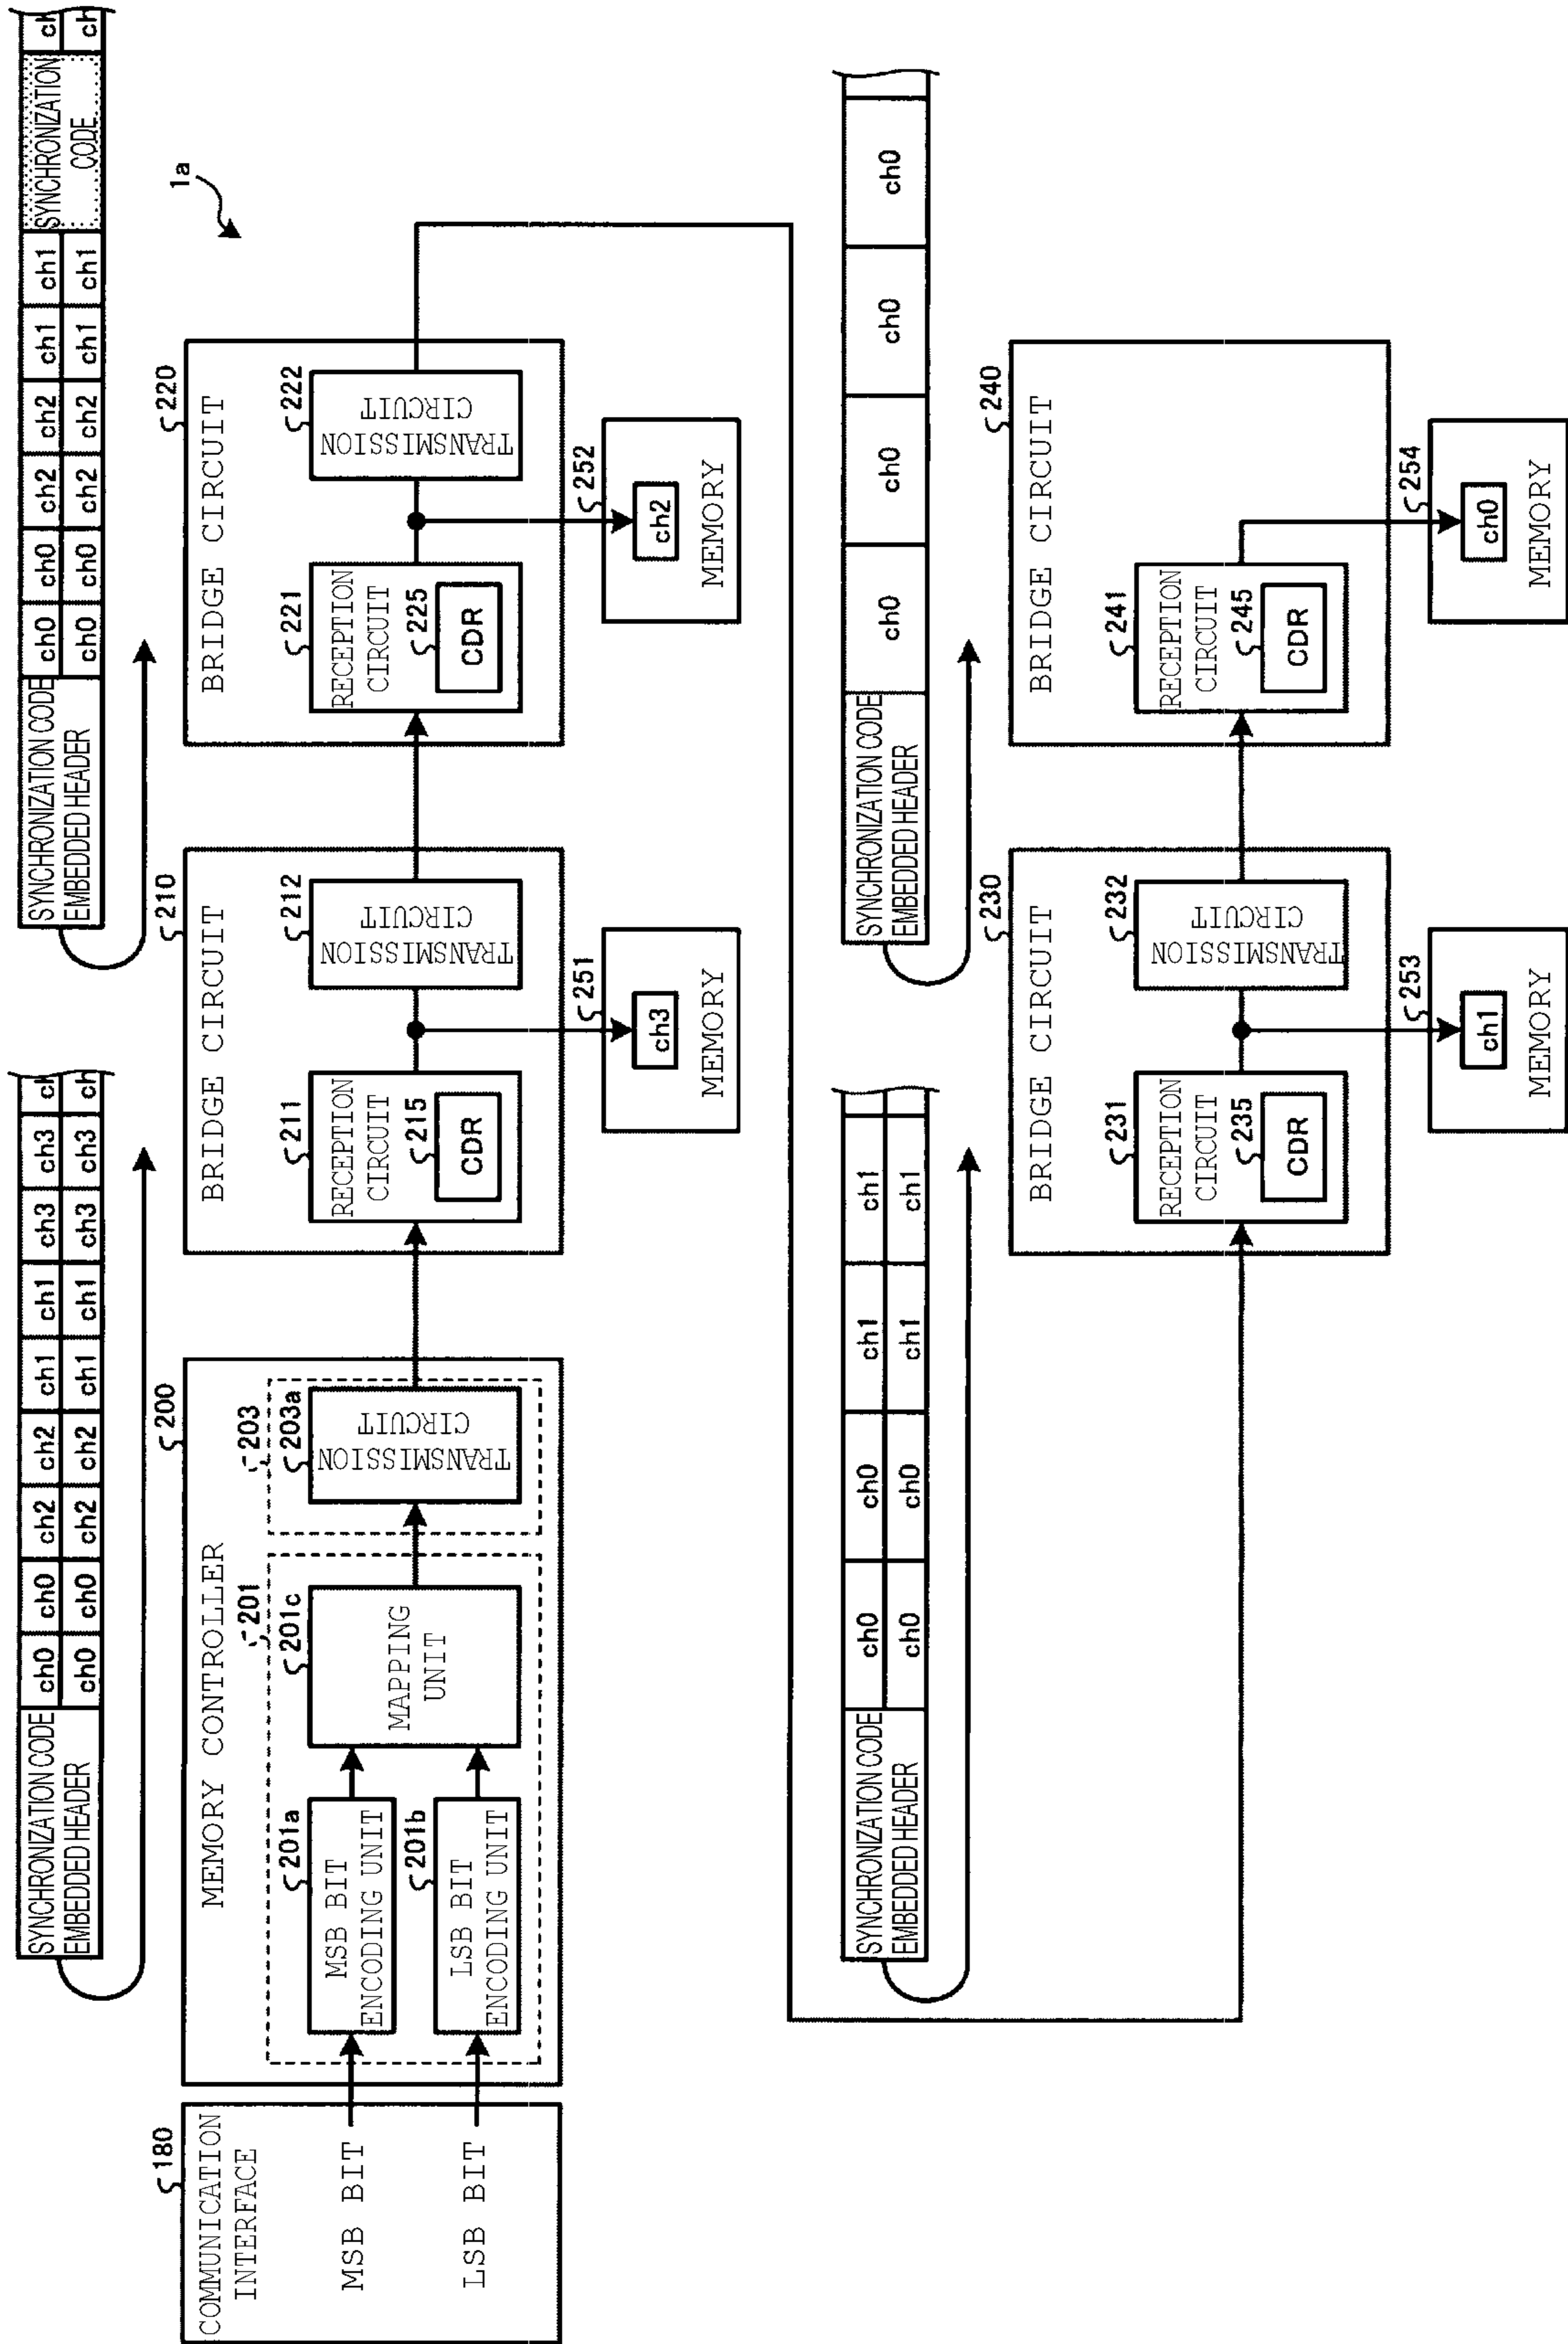 SYNCHRONIZATION CODE
EMBEDDED HEADER
ch0 ch0 ch2 ch2 ch1 ch1 ch3 ch3
ch0 ch0 ch2 ch2 ch1 ch1 ch3 ch3
SYNCHRONIZATION CODE
EMBEDDED HEADER
ch0 ch0 ch2 ch2 ch1 ch1
ch0 ch0 ch2 ch2 ch1 ch1
SYNCHRONIZATION
CODE
1a
180
COMMUNICATION
INTERFACE
MSB BIT
LSB BIT
200
MEMORY CONTROLLER
201
201a
MSB BIT
ENCODING UNIT
201b
LSB BIT
ENCODING UNIT
201c
MAPPING
UNIT
203
203a
TRANSMISSION
CIRCUIT
210
BRIDGE CIRCUIT
211
RECEPTION
CIRCUIT
215
CDR
212
TRANSMISSION
CIRCUIT
251
ch3
MEMORY
220
BRIDGE CIRCUIT
221
RECEPTION
CIRCUIT
225
CDR
222
TRANSMISSION
CIRCUIT
252
ch2
MEMORY
SYNCHRONIZATION CODE
EMBEDDED HEADER
ch0 ch0 ch1 ch1
ch0 ch0 ch1 ch1
SYNCHRONIZATION CODE
EMBEDDED HEADER
ch0 ch0 ch0 ch0
230
BRIDGE CIRCUIT
231
RECEPTION
CIRCUIT
235
CDR
232
TRANSMISSION
CIRCUIT
253
ch1
MEMORY
240
BRIDGE CIRCUIT
241
RECEPTION
CIRCUIT
245
CDR
254
ch0
MEMORY